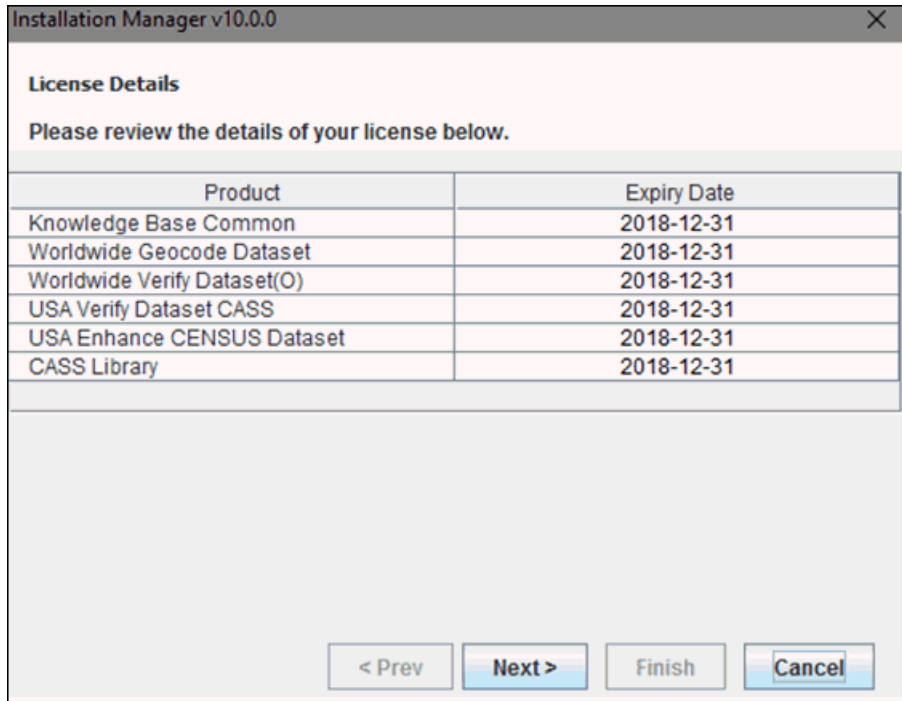 Installation Manager v10.0.0
License Details
Please review the details of your license below.
Product Expiry Date
Knowledge Base Common 2018-12-31
Worldwide Geocode Dataset 2018-12-31
Worldwide Verify Dataset(O) 2018-12-31
USA Verify Dataset CASS 2018-12-31
USA Enhance CENSUS Dataset 2018-12-31
CASS Library 2018-12-31
< Prev Next > Finish Cancel